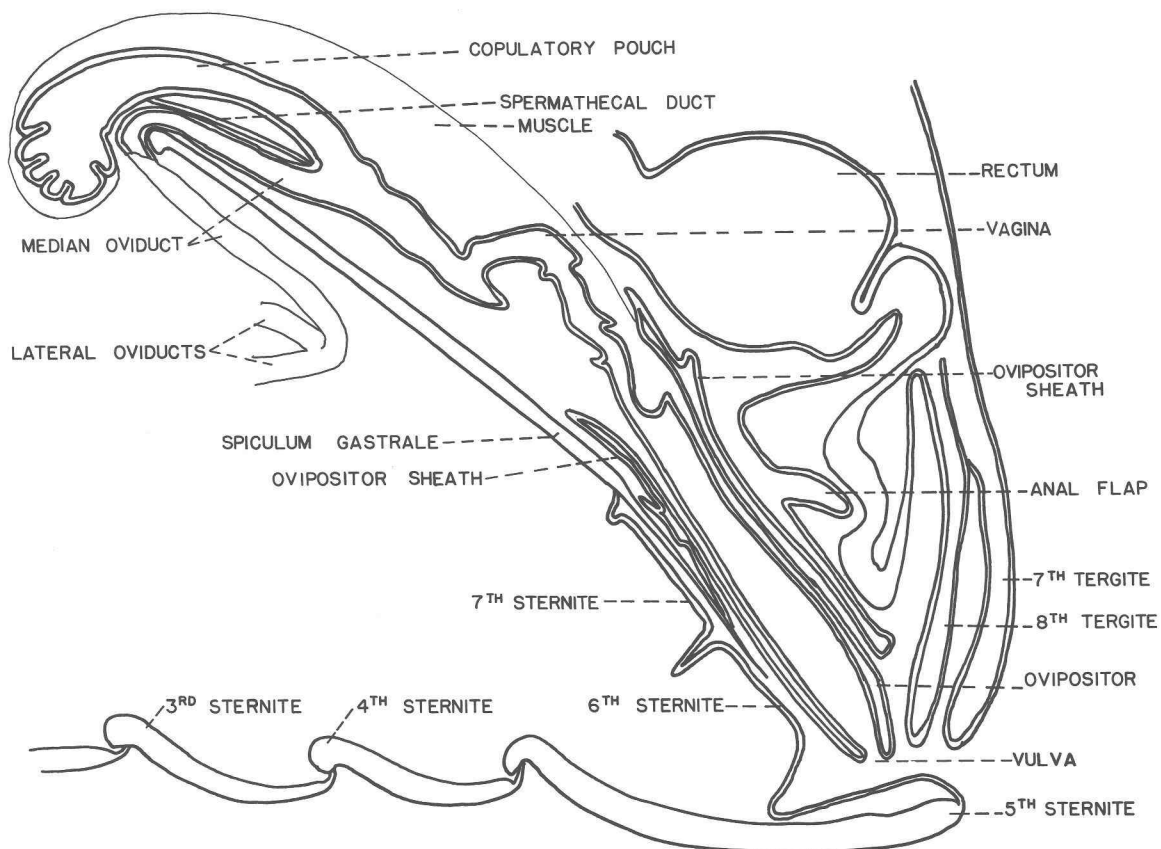 COPULATORY POUCH
SPERMATHECAL DUCT
MUSCLE
RECTUM
VAGINA
MEDIAN OVIDUCT
LATERAL OVIDUCTS
OVIPOSITOR
SHEATH
SPICULUM GASTRALE
OVIPOSITOR SHEATH
ANAL FLAP
7TH STERNITE
7TH TERGITE
8TH TERGITE
OVIPOSITOR
3RD STERNITE
4TH STERNITE
6TH STERNITE
VULVA
5TH STERNITE